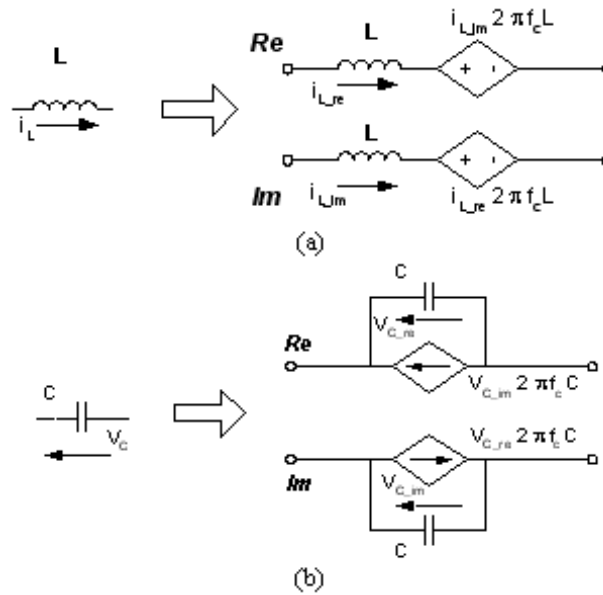 L
i_L
Re
L
i_L_im 2 π f_c L
i_L_re
Im
L
i_L_im
i_L_re 2 π f_c L
(a)
C
V_C_re
Re
V_C_im 2 π f_c C
C
V_C
V_C_re 2 π f_c C
Im
V_C_im
C
(b)